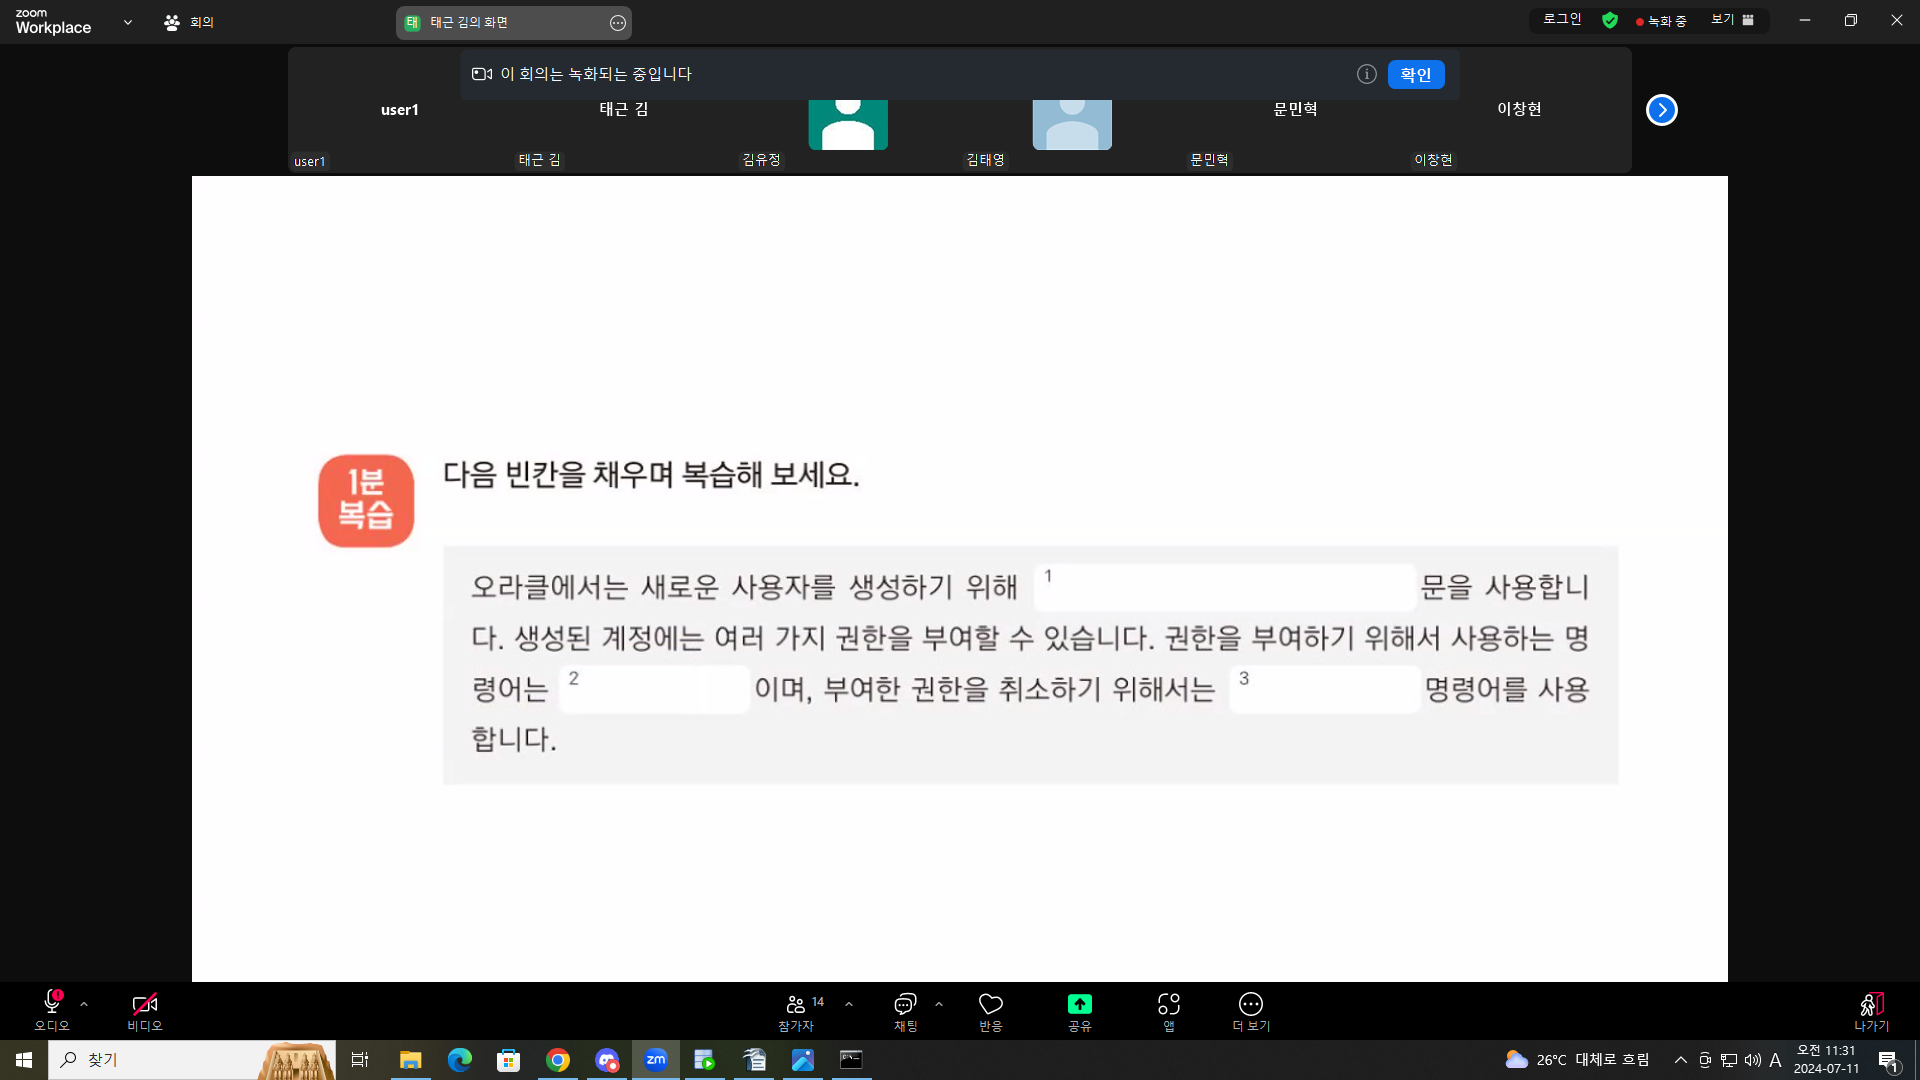 zoom
Workplace
회의
태 태근 김의 화면
로그인
녹화 중
보기
이 회의는 녹화되는 중입니다
확인
user1
태근 김
문민혁
이창현
user1
태근 김
김유정
김태영
문민혁
이창현
1분
복습
다음 빈칸을 채우며 복습해 보세요.
오라클에서는 새로운 사용자를 생성하기 위해 1 문을 사용합니
다. 생성된 계정에는 여러 가지 권한을 부여할 수 있습니다. 권한을 부여하기 위해서 사용하는 명
령어는 2 이며, 부여한 권한을 취소하기 위해서는 3 명령어를 사용
합니다.
오디오
비디오
14
참가자
채팅
반응
공유
앱
더 보기
나가기
찾기
zm
26°C 대체로 흐림
A
오전 11:31
2024-07-11
1